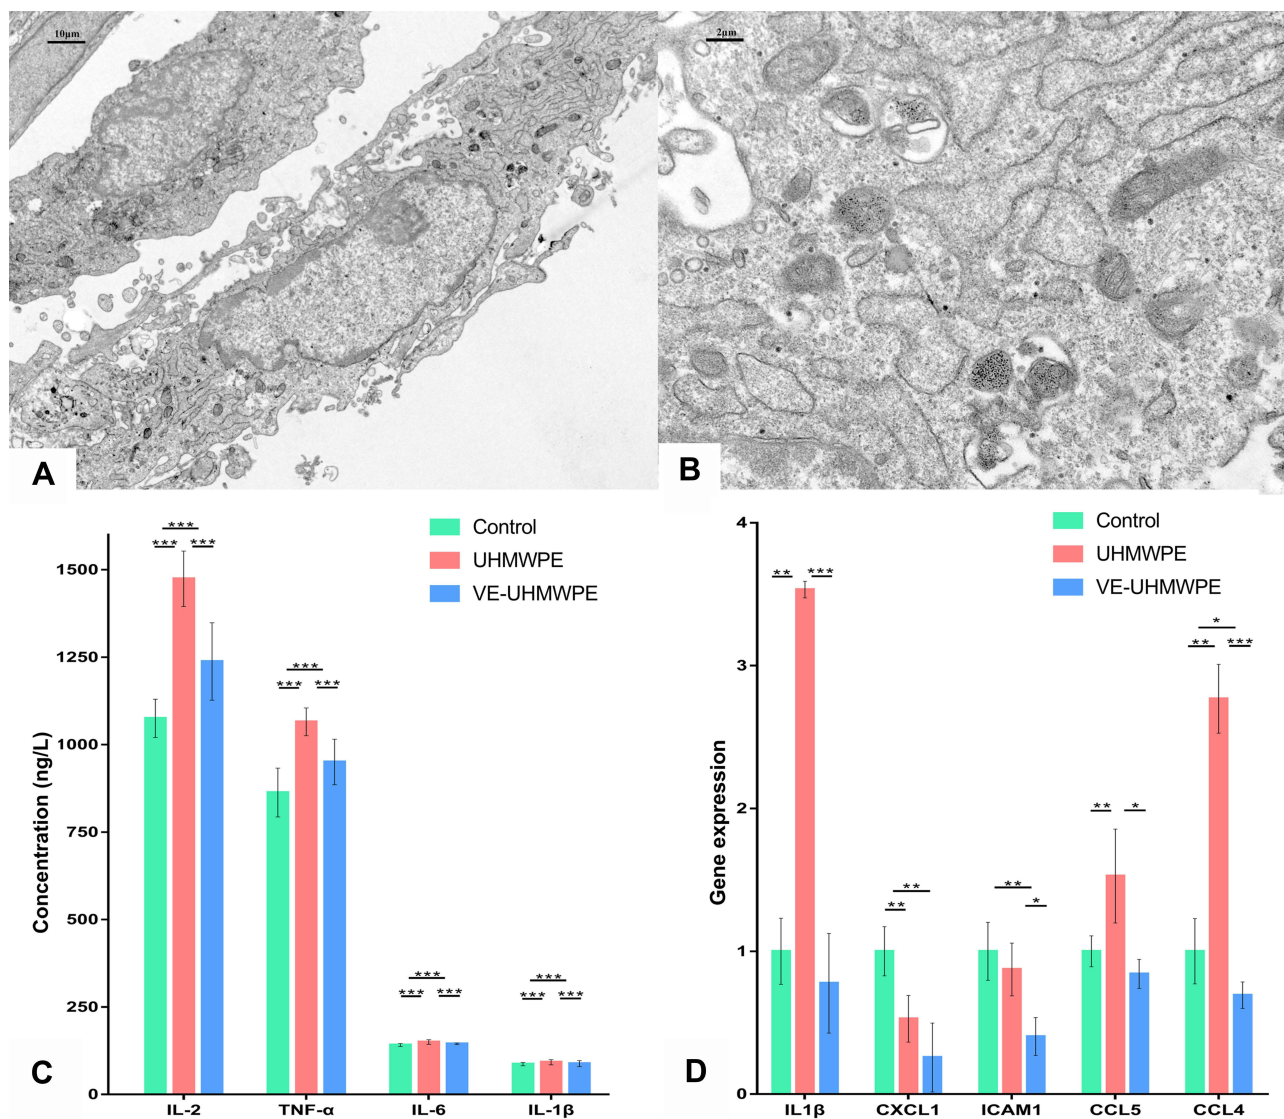 10μm
2μm
A
B
Concentration (ng/L)
1500
1250
1000
750
500
250
0
Control
UHMWPE
VE-UHMWPE
*** *** ***
*** *** ***
*** *** ***
*** *** ***
IL-2 TNF-α IL-6 IL-1β
C
Gene expression
4
3
2
1
0
Control
UHMWPE
VE-UHMWPE
** ***
** **
** *
** *
* ** ***
IL1β CXCL1 ICAM1 CCL5 CCL4
D